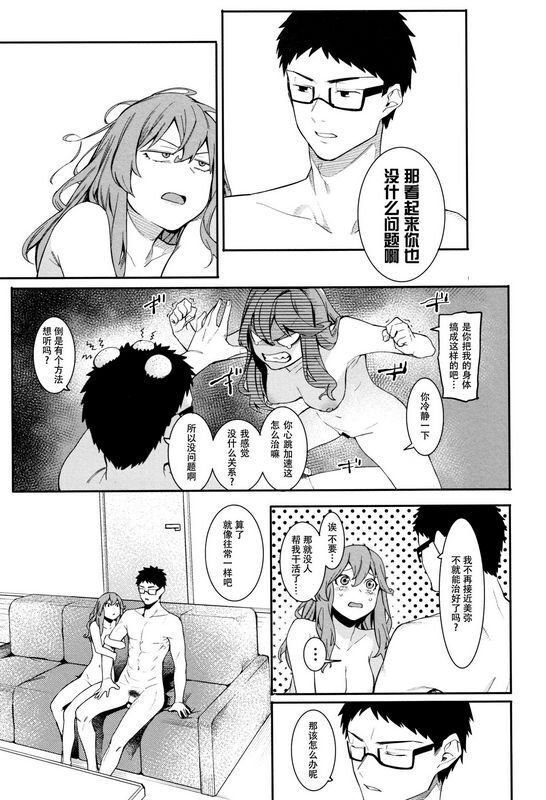 那看起来你也
没什么问题啊
是你把我的身体
搞成这样的吧…
你冷静一下
你心跳加速这
怎么治嘛
我感觉
没什么关系？
所以没问题啊
倒是有个方法
想听吗？
我不再接近美弥
不就能治好了吗？
诶 不要…
那就没人
帮我干活了…
…
算了
就像往常一样吧
那该怎么办呢